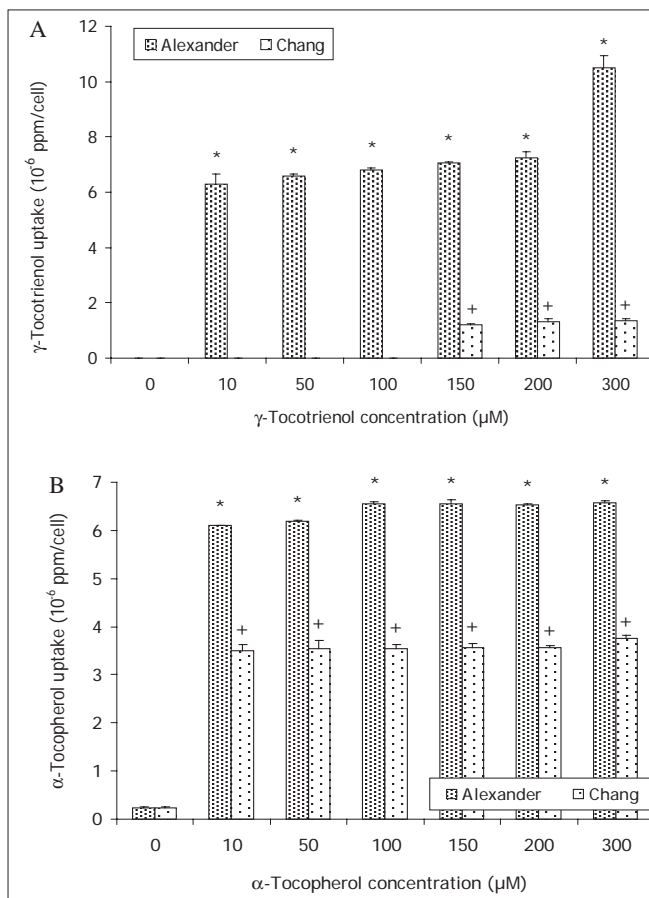 A
Alexander Chang
γ-Tocotrienol uptake (10⁻⁶ ppm/cell)
12
10
8
6
4
2
0
* * * * * *
+ + +
0 10 50 100 150 200 300
γ-Tocotrienol concentration (µM)
B
α-Tocopherol uptake (10⁻⁶ ppm/cell)
7
6
5
4
3
2
1
0
* * * * * *
+ + + + + +
Alexander Chang
0 10 50 100 150 200 300
α-Tocopherol concentration (µM)